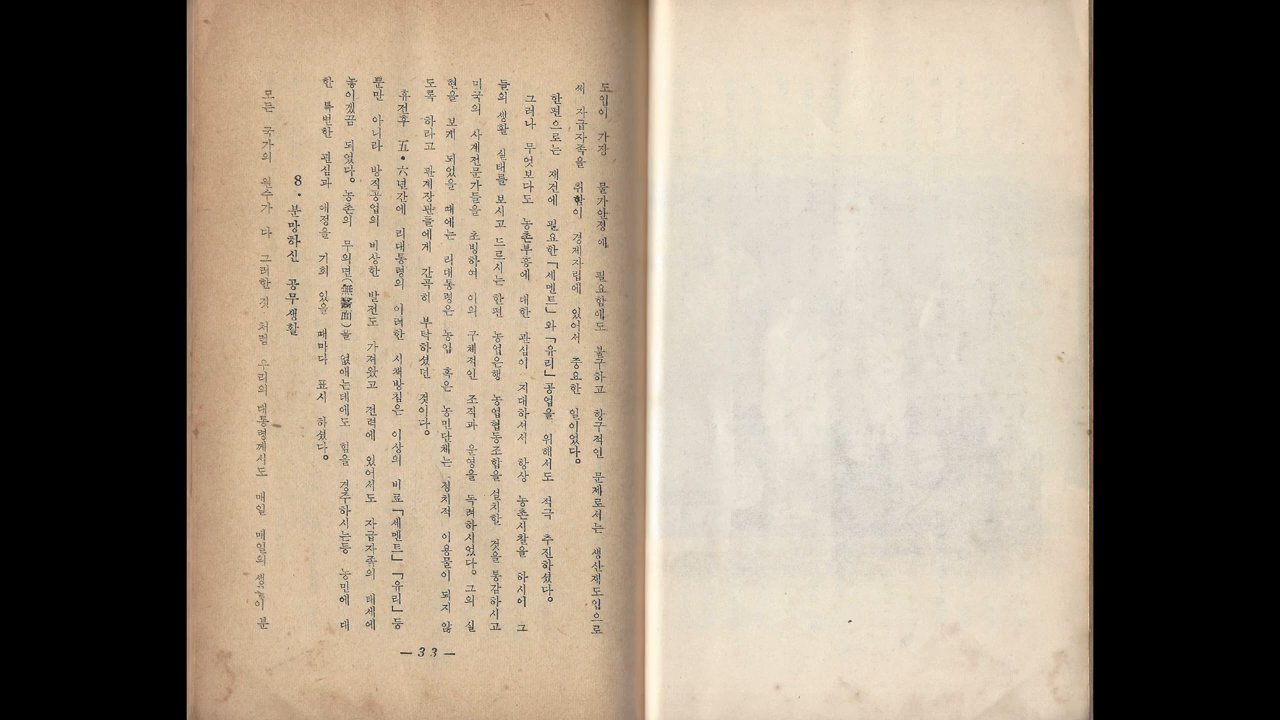 도입이 가장 물가안정에 필요함에도 불구하고 항구적인 문제로서는 생산재도입으로
써 자급자족을 취함이 경제자립에 있어서 중요한 일이었다。
한편으로는 재건에 필요한「세멘트」와「유리」공업을 위해서도 적극 추진하셨다。
그러나 무엇보다도 농촌부흥에 대한 관심이 지대하셔서 항상 농촌시찰을 하시어 그
들의 생활 실태를 보시고 드르시는 한편 농업은행 농업협동조합을 설치할 것을 통감하시고
미국의 사계전문가들을 초빙하여 이의 구체적인 조직과 운영을 독려하시었다。그의 실
현을 보게 되었을 때에는 리대통령은 농업 혹은 농민단체는 정치적 이용물이 되지 않
도록 하라고 관계장관들에게 간곡히 부탁하셨던 것이다。
휴전후 五•六년간에 리대통령의 이러한 시책방침은 이상의 비료「세멘트」「유리」등
뿐만 아니라 방직공업의 비상한 발전도 가져왔고 전력에 있어서도 자급자족의 태세에
놓이겠끔 되었다。농촌의 무의면(無醫面)을 없애는데에도 힘을 경주하시는등 농민에 대
한 특별한 관심과 애정을 기회 있을 때마다 표시 하셨다。
8・분망하신 공무생활
모든 국가의 원수가 다 그러한 것 처럼 우리의 대통령께서도 매일 매일의 생활이 분
—33—